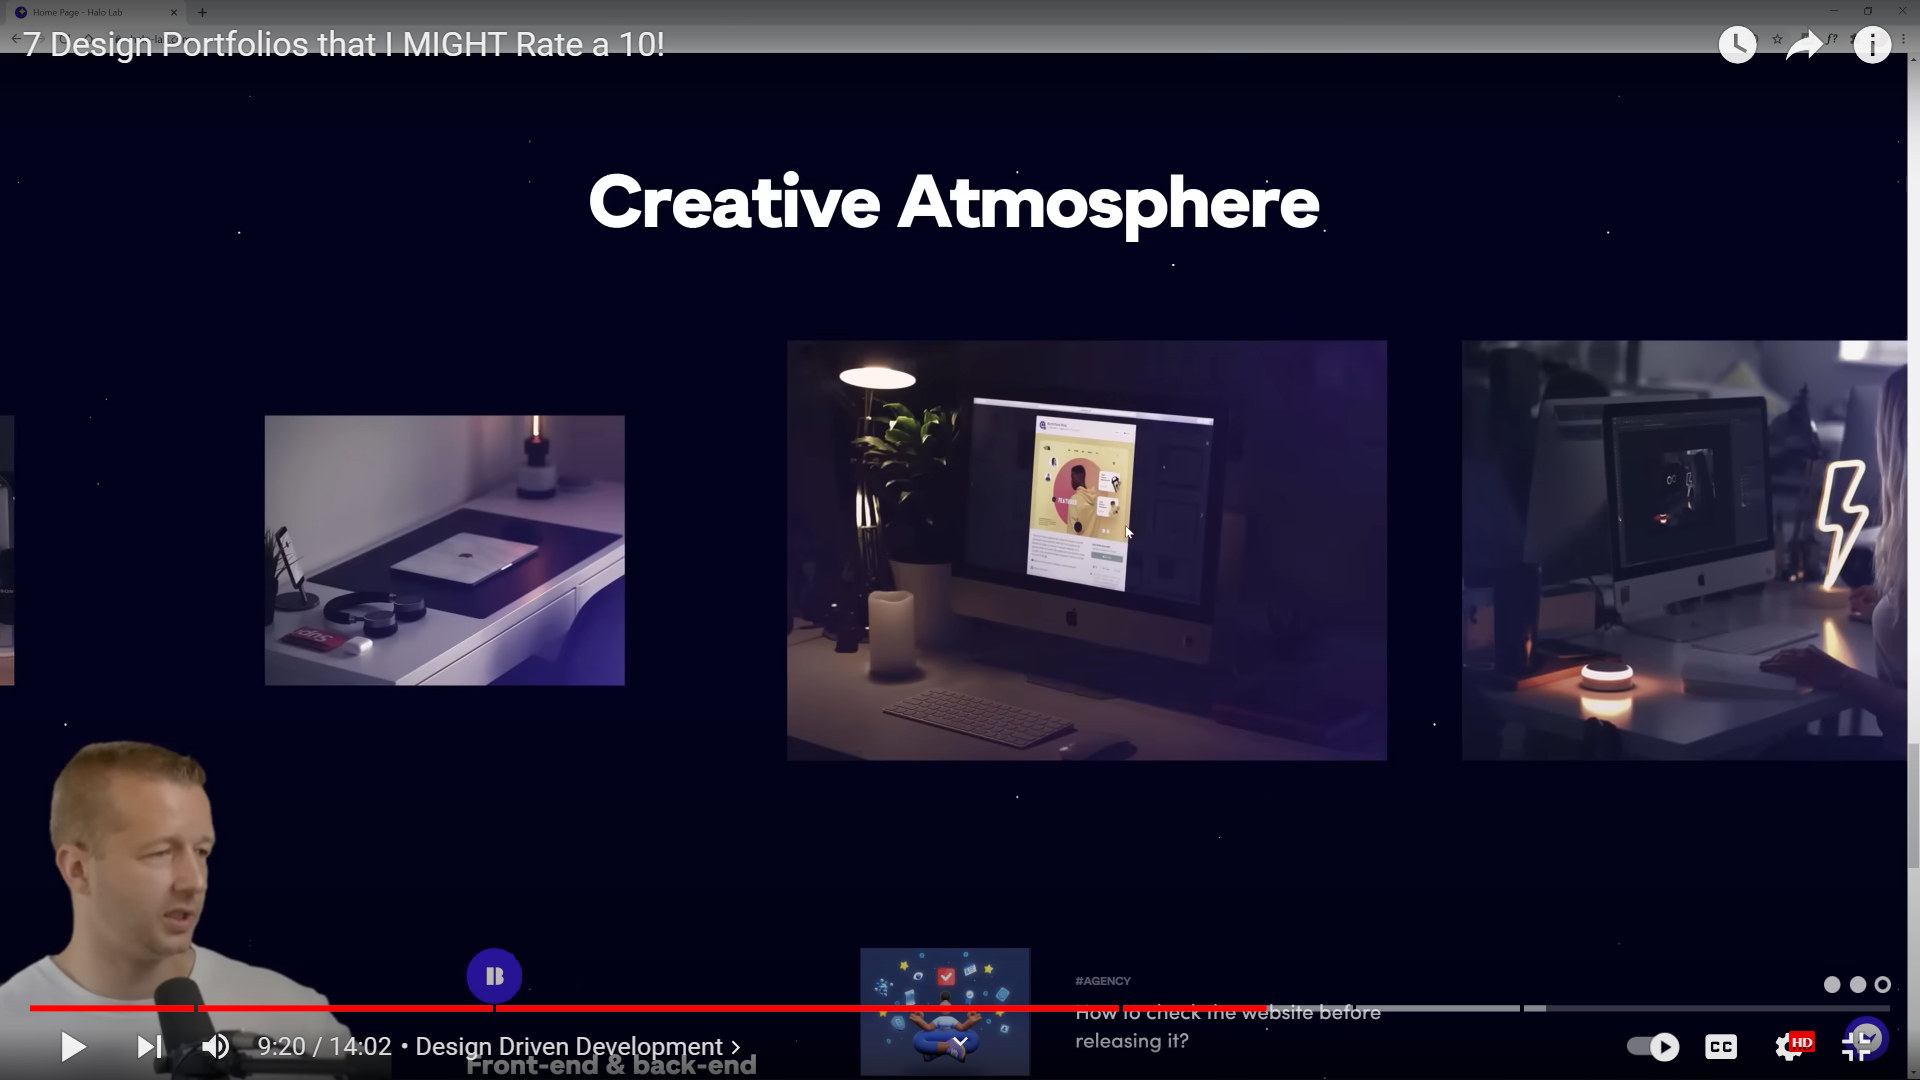 Home Page - Halo Lab
7 Design Portfolios that I MIGHT Rate a 10!
f?
Creative Atmosphere
#AGENCY
How to check the website before
releasing it?
9:20 / 14:02 • Design Driven Development ›
CC
HD
Front-end & back-end